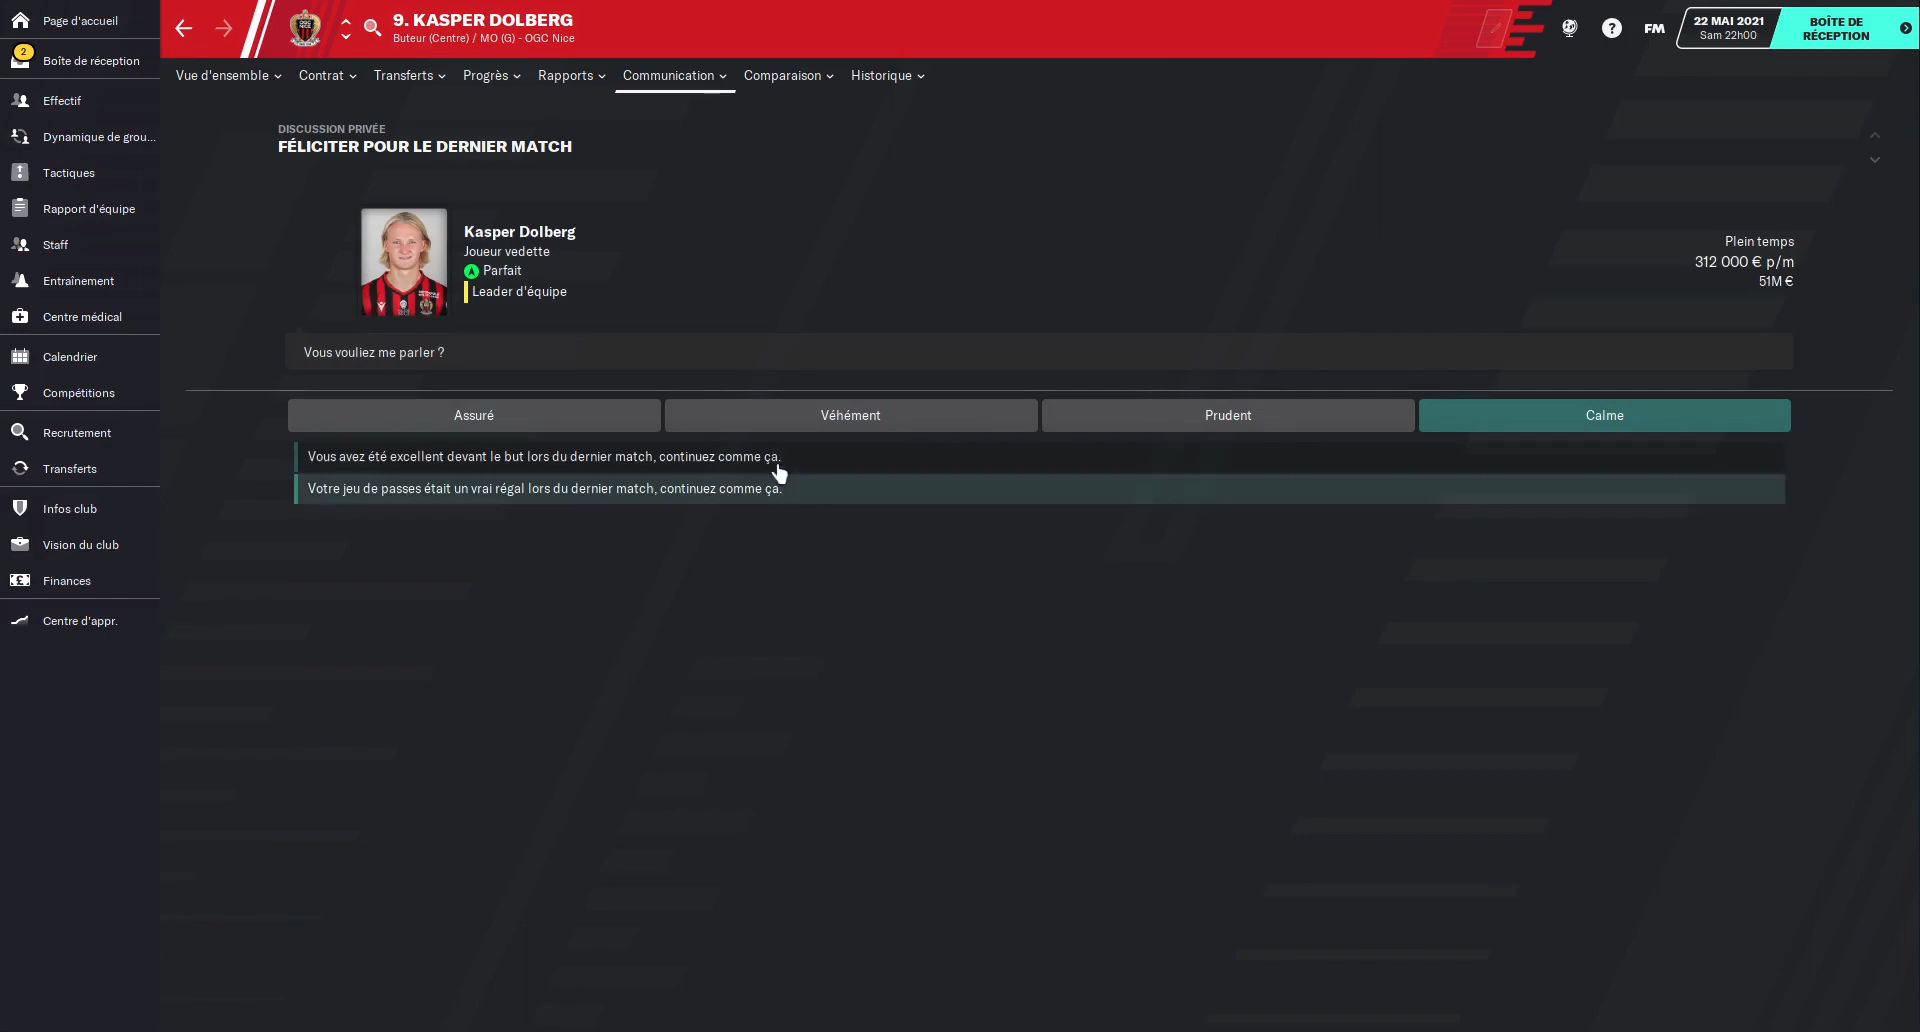 Page d'accueil
2
Boîte de réception
Effectif
Dynamique de grou...
Tactiques
Rapport d'équipe
Staff
Entraînement
Centre médical
Calendrier
Compétitions
Recrutement
Transferts
Infos club
Vision du club
Finances
Centre d'appr.
9. KASPER DOLBERG
Buteur (Centre) / MO (G) - OGC Nice
?
FM
22 MAI 2021
Sam 22h00
BOÎTE DE
RÉCEPTION
Vue d'ensemble Contrat Transferts Progrès Rapports Communication Comparaison Historique
DISCUSSION PRIVÉE
FÉLICITER POUR LE DERNIER MATCH
Kasper Dolberg
Joueur vedette
Parfait
Leader d'équipe
Plein temps
312 000 € p/m
51M €
Vous vouliez me parler ?
Assuré Véhément Prudent Calme
Vous avez été excellent devant le but lors du dernier match, continuez comme ça.
Votre jeu de passes était un vrai régal lors du dernier match, continuez comme ça.